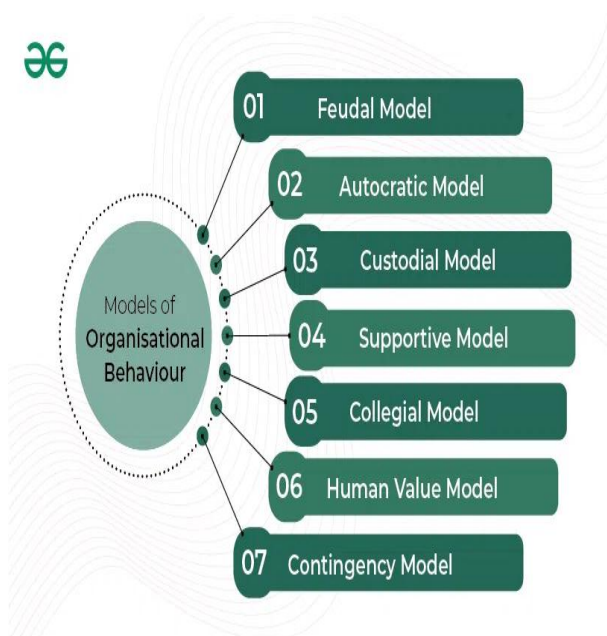 Models of
Organisational
Behaviour
01 Feudal Model
02 Autocratic Model
03 Custodial Model
04 Supportive Model
05 Collegial Model
06 Human Value Model
07 Contingency Model